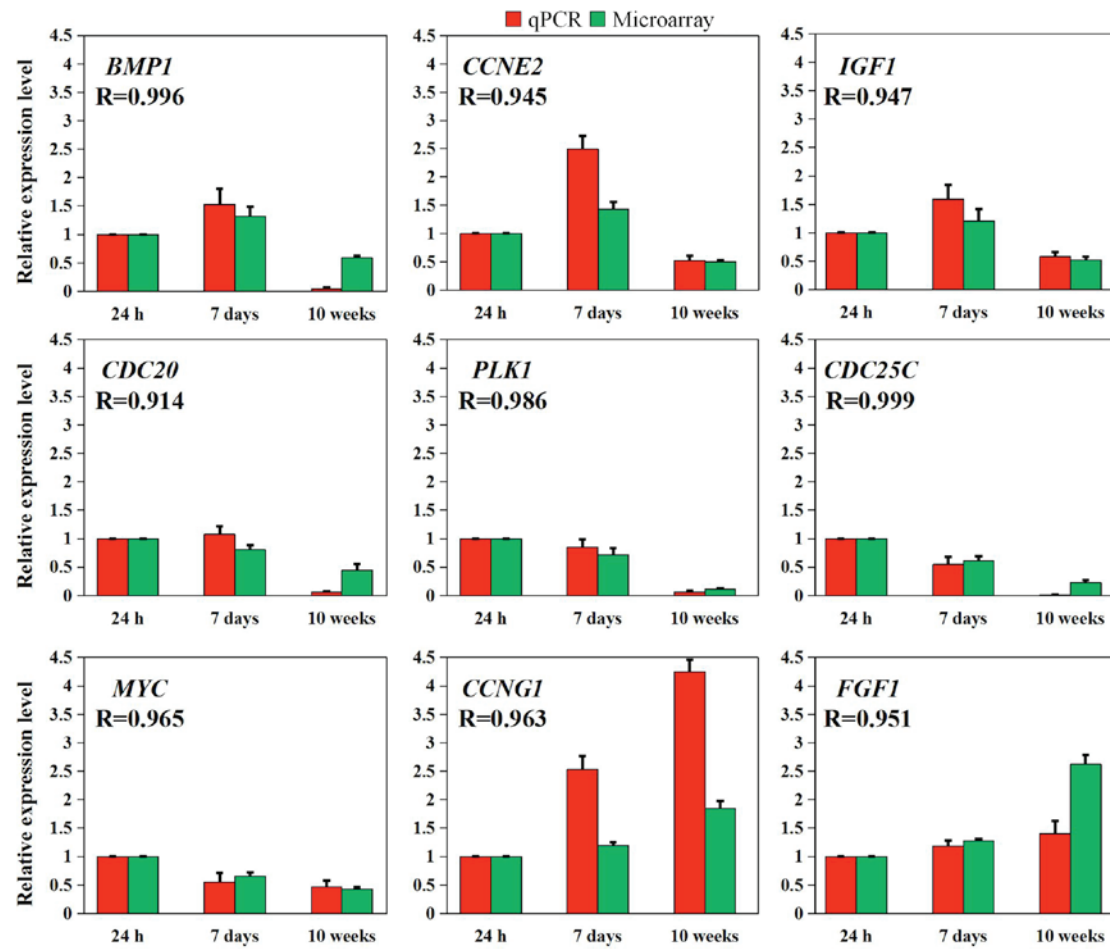 qPCR Microarray
Relative expression level
4.5
4
3.5
3
2.5
2
1.5
1
0.5
0
BMP1
R=0.996
24 h 7 days 10 weeks
4.5
4
3.5
3
2.5
2
1.5
1
0.5
0
CCNE2
R=0.945
24 h 7 days 10 weeks
4.5
4
3.5
3
2.5
2
1.5
1
0.5
0
IGF1
R=0.947
24 h 7 days 10 weeks
Relative expression level
4.5
4
3.5
3
2.5
2
1.5
1
0.5
0
CDC20
R=0.914
24 h 7 days 10 weeks
4.5
4
3.5
3
2.5
2
1.5
1
0.5
0
PLK1
R=0.986
24 h 7 days 10 weeks
4.5
4
3.5
3
2.5
2
1.5
1
0.5
0
CDC25C
R=0.999
24 h 7 days 10 weeks
Relative expression level
4.5
4
3.5
3
2.5
2
1.5
1
0.5
0
MYC
R=0.965
24 h 7 days 10 weeks
4.5
4
3.5
3
2.5
2
1.5
1
0.5
0
CCNG1
R=0.963
24 h 7 days 10 weeks
4.5
4
3.5
3
2.5
2
1.5
1
0.5
0
FGF1
R=0.951
24 h 7 days 10 weeks